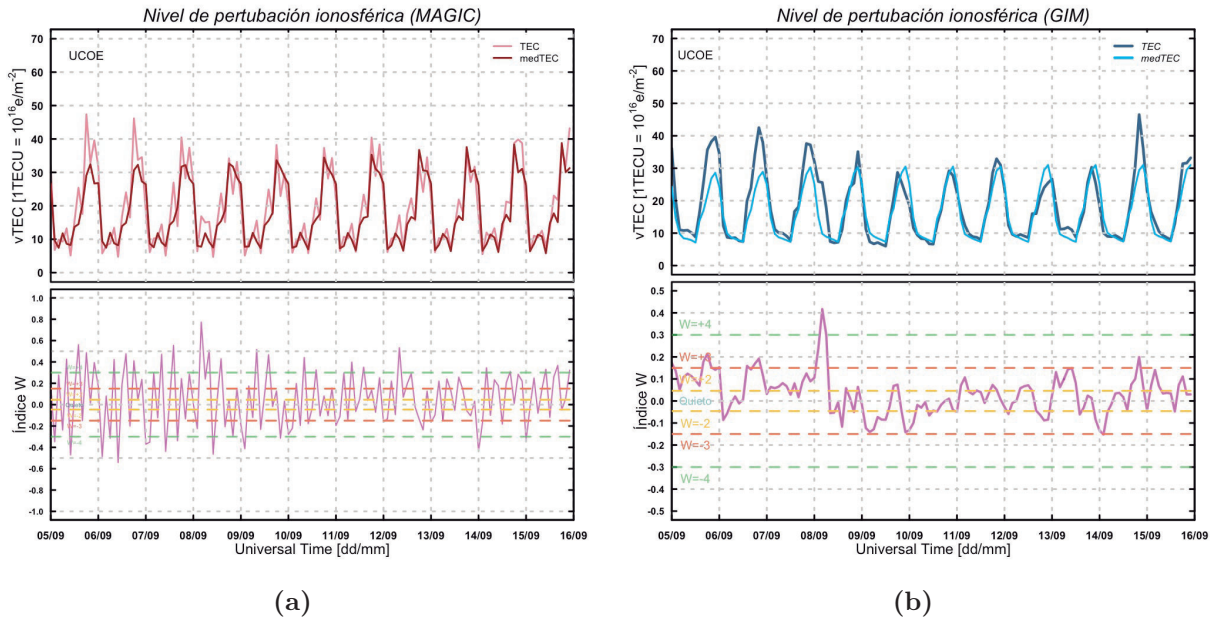 Nivel de pertubación ionosférica (MAGIC)
vTEC [1TECU = 10^16 e/m^-2]
70
60
50
40
30
20
10
0
UCOE
TEC
medTEC
Índice W
1.0
0.8
0.6
0.4
0.2
0.0
-0.2
-0.4
-0.6
-0.8
-1.0
Quieto
05/09 06/09 07/09 08/09 09/09 10/09 11/09 12/09 13/09 14/09 15/09 16/09
Universal Time [dd/mm]
(a)
Nivel de pertubación ionosférica (GIM)
vTEC [1TECU = 10^16 e/m^-2]
70
60
50
40
30
20
10
0
UCOE
TEC
medTEC
Índice W
0.5
0.4
0.3
0.2
0.1
0.0
-0.1
-0.2
-0.3
-0.4
-0.5
W=+4
W=+3
W=-2
Quieto
W=-2
W=-3
W=-4
05/09 06/09 07/09 08/09 09/09 10/09 11/09 12/09 13/09 14/09 15/09 16/09
Universal Time [dd/mm]
(b)